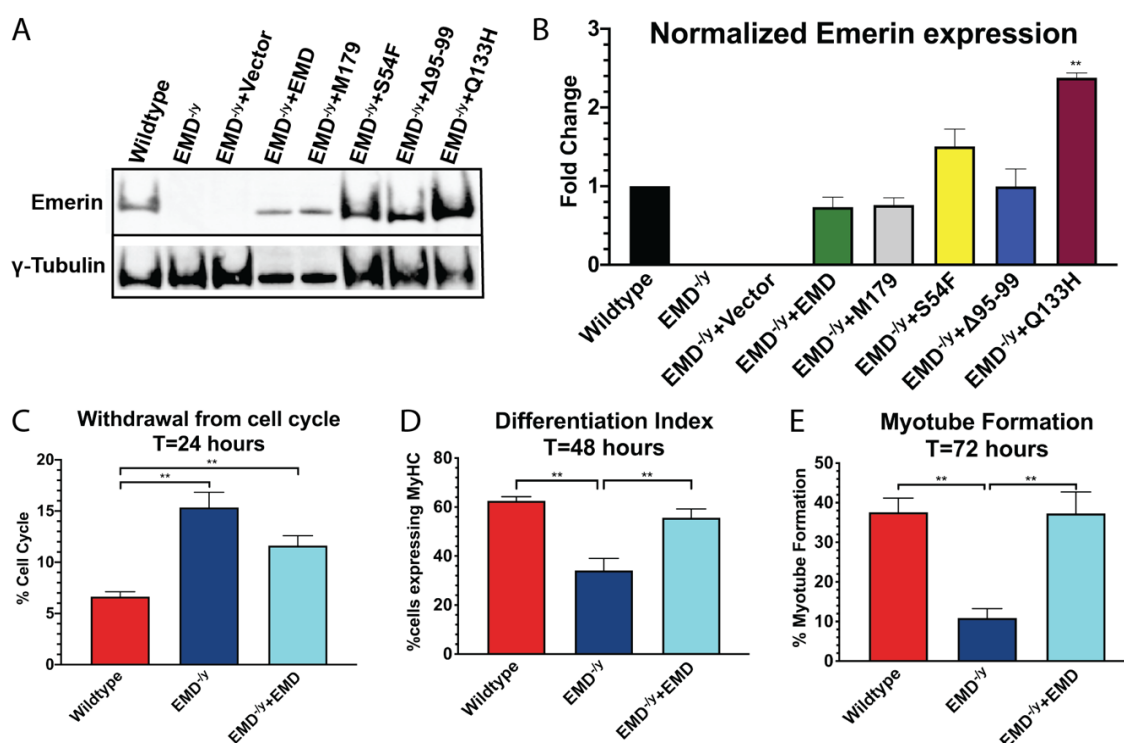 A
Wildtype
EMD-/y
EMD-/y+Vector
EMD-/y+EMD
EMD-/y+M179
EMD-/y+S54F
EMD-/y+Δ95-99
EMD-/y+Q133H
Emerin
γ-Tubulin
B
Normalized Emerin expression
Fold Change
3
2
1
0
**
Wildtype
EMD-/y
EMD-/y+Vector
EMD-/y+EMD
EMD-/y+M179
EMD-/y+S54F
EMD-/y+Δ95-99
EMD-/y+Q133H
C
Withdrawal from cell cycle
T=24 hours
% Cell Cycle
20
15
10
5
0
**
**
Wildtype
EMD-/y
EMD-/y+EMD
D
Differentiation Index
T=48 hours
%cells expressing MyHC
80
60
40
20
0
**
**
Wildtype
EMD-/y
EMD-/y+EMD
E
Myotube Formation
T=72 hours
% Myotube Formation
50
40
30
20
10
0
**
**
Wildtype
EMD-/y
EMD-/y+EMD